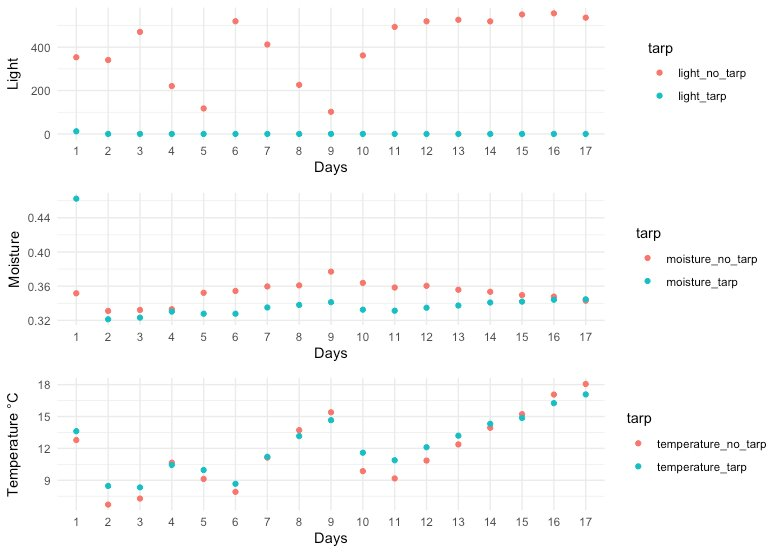 Light
400
200
0
1 2 3 4 5 6 7 8 9 10 11 12 13 14 15 16 17
Days
tarp
light_no_tarp
light_tarp
Moisture
0.44
0.40
0.36
0.32
1 2 3 4 5 6 7 8 9 10 11 12 13 14 15 16 17
Days
tarp
moisture_no_tarp
moisture_tarp
Temperature °C
18
15
12
9
1 2 3 4 5 6 7 8 9 10 11 12 13 14 15 16 17
Days
tarp
temperature_no_tarp
temperature_tarp